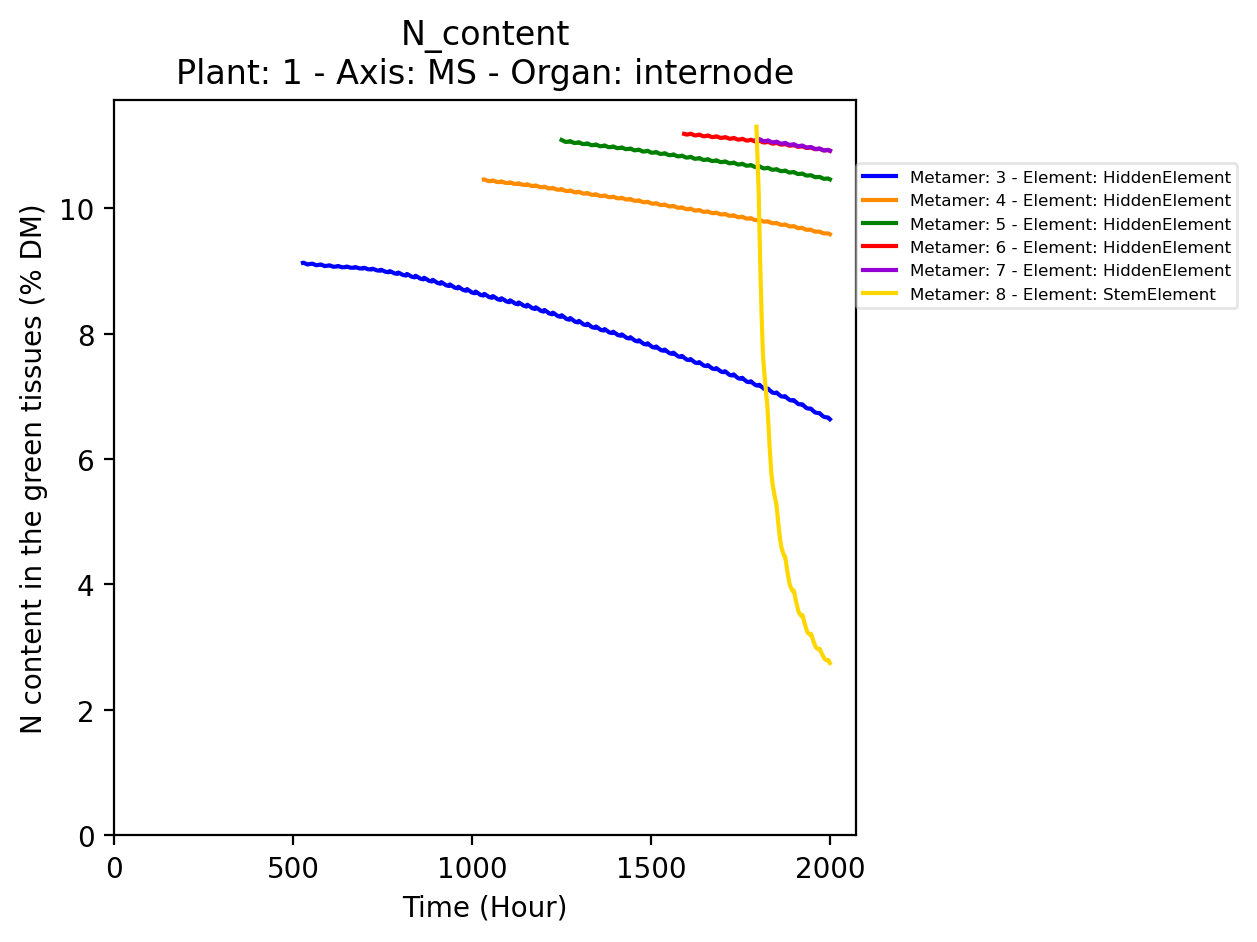 N_content
Plant: 1 - Axis: MS - Organ: internode
N content in the green tissues (% DM)
10
8
6
4
2
0
0 500 1000 1500 2000
Time (Hour)
Metamer: 3 - Element: HiddenElement
Metamer: 4 - Element: HiddenElement
Metamer: 5 - Element: HiddenElement
Metamer: 6 - Element: HiddenElement
Metamer: 7 - Element: HiddenElement
Metamer: 8 - Element: StemElement